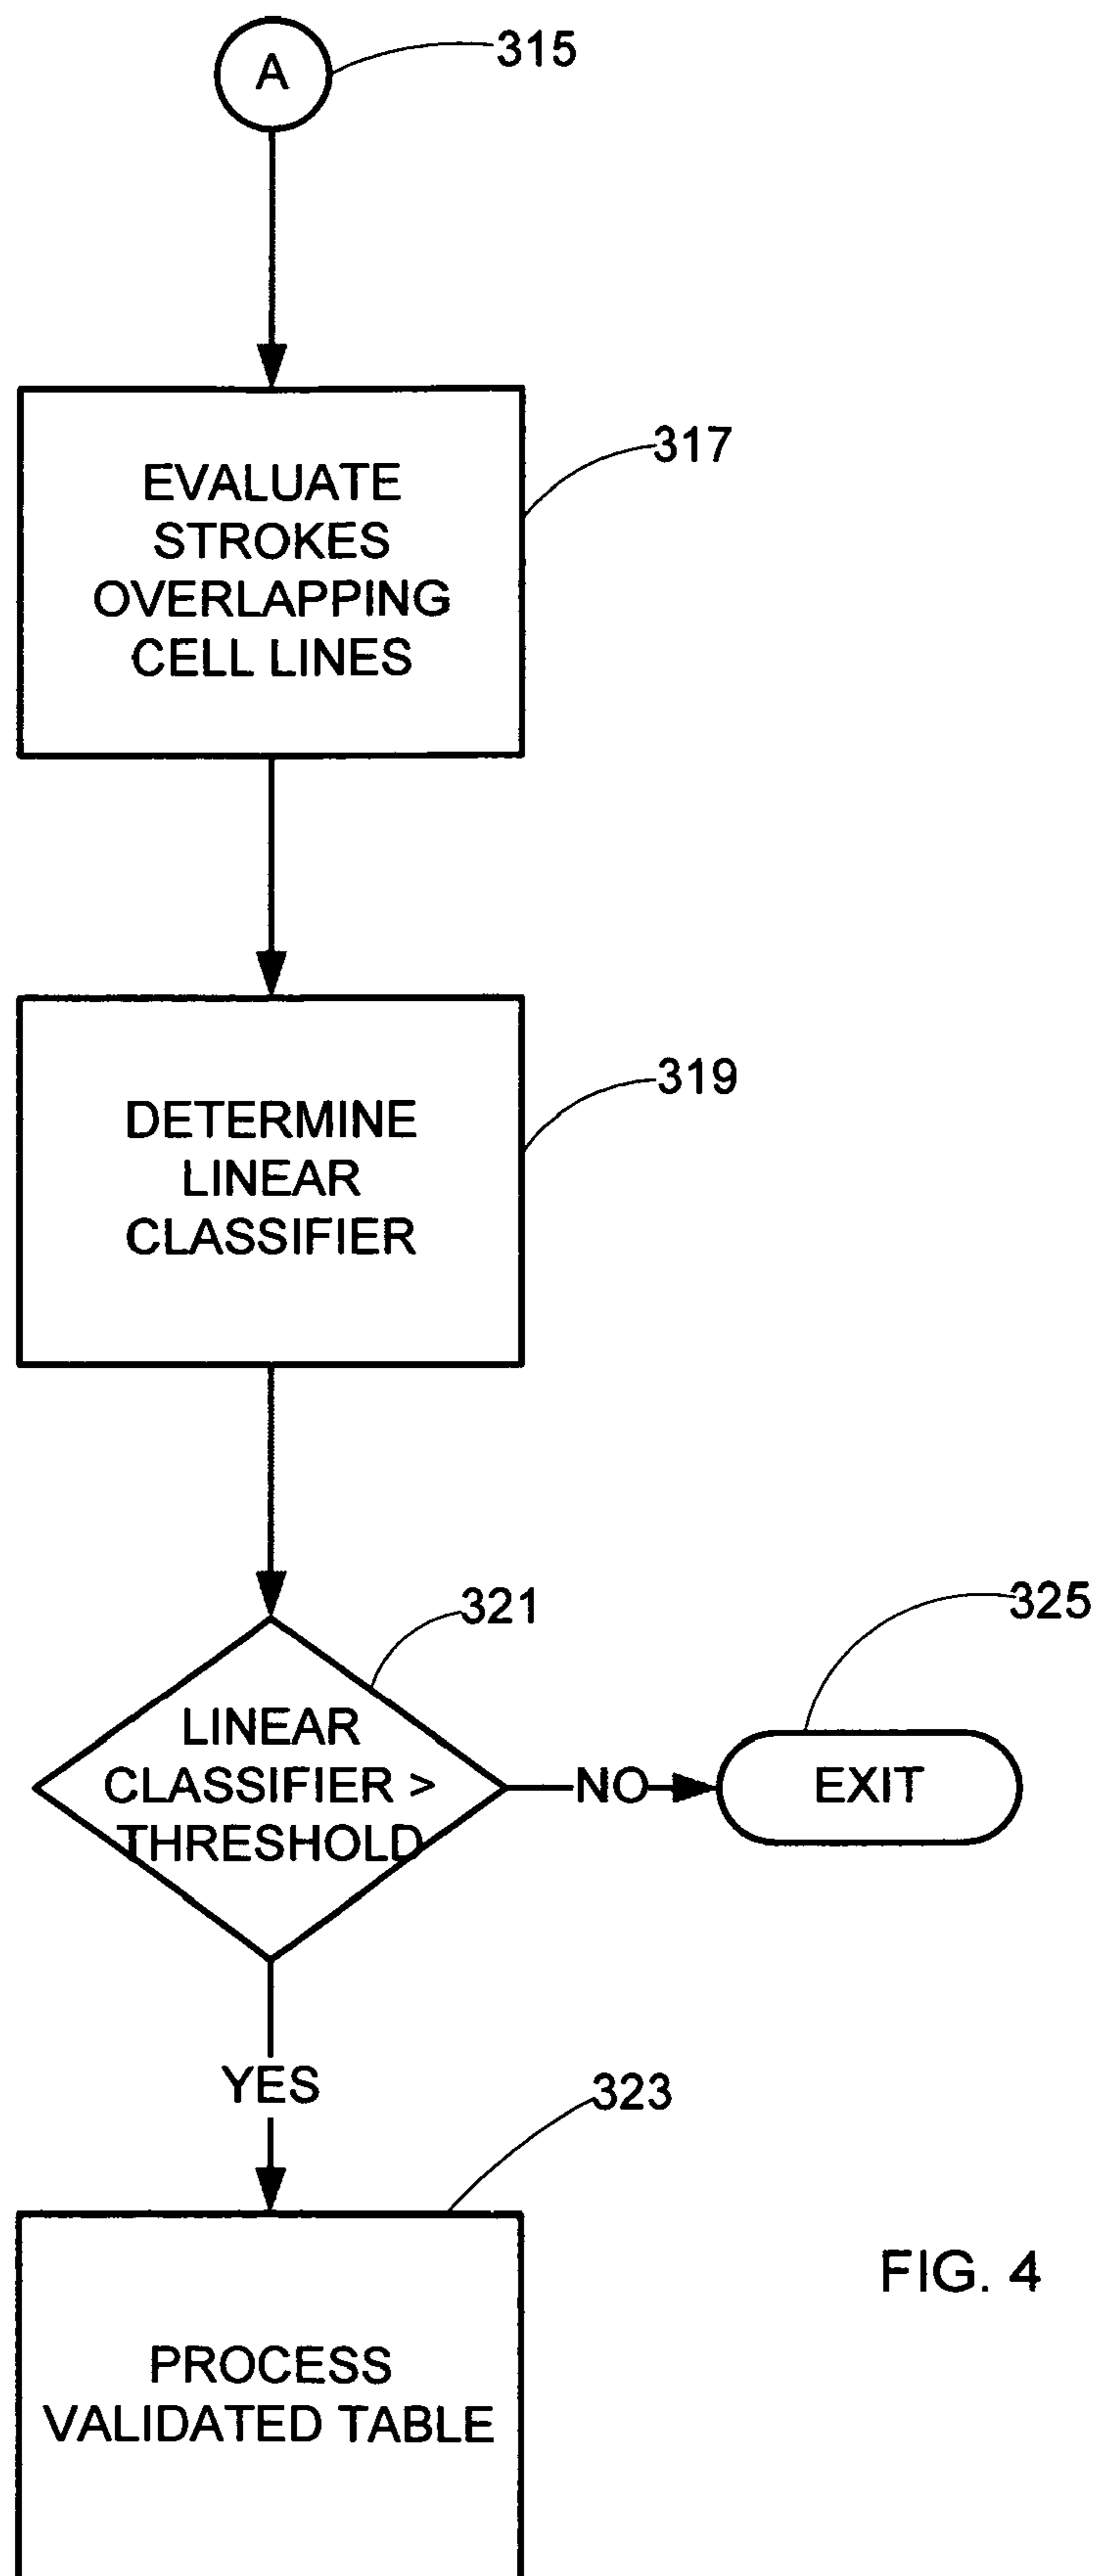 A
315
EVALUATE
STROKES
OVERLAPPING
CELL LINES
317
DETERMINE
LINEAR
CLASSIFIER
319
321
LINEAR
CLASSIFIER >
THRESHOLD
NO
325
EXIT
YES
323
PROCESS
VALIDATED TABLE
FIG. 4